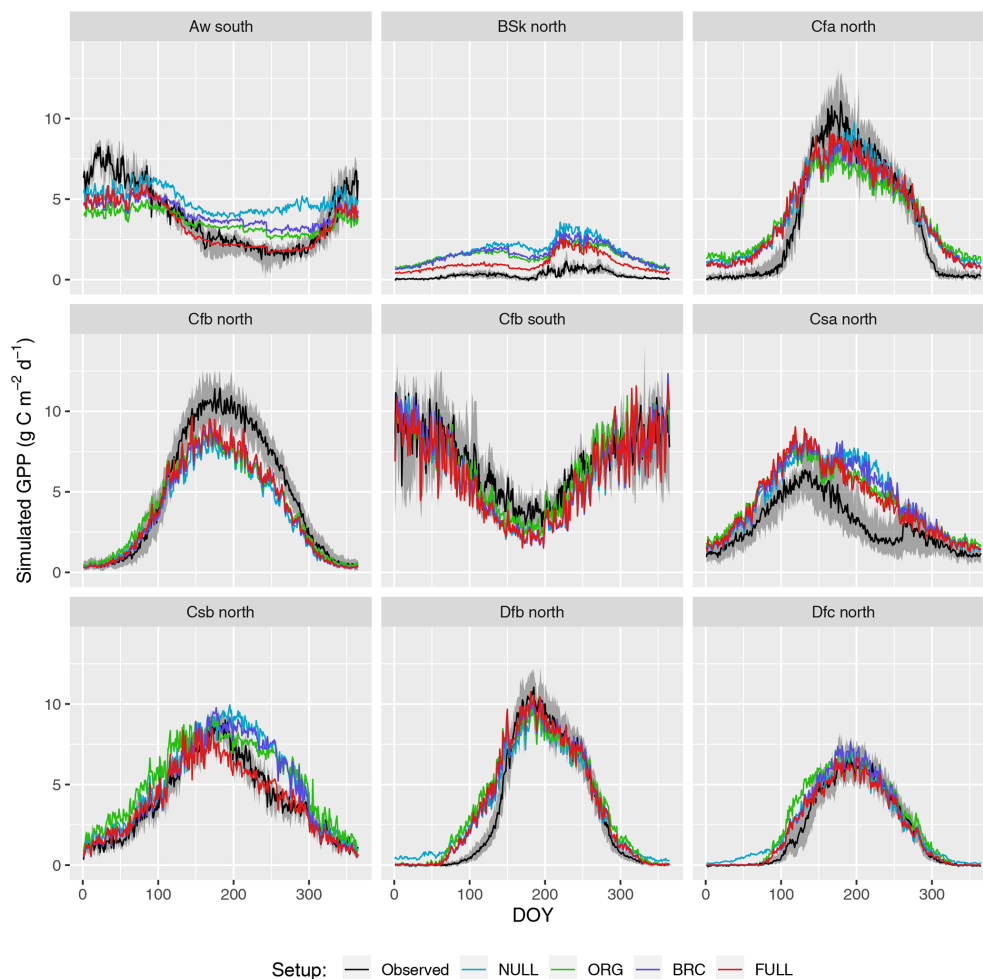 Aw south
BSk north
Cfa north
10
5
0
Cfb north
Cfb south
Csa north
10
5
0
Simulated GPP (g C m⁻² d⁻¹)
Csb north
Dfb north
Dfc north
10
5
0
0 100 200 300
0 100 200 300
0 100 200 300
DOY
Setup: Observed NULL ORG BRC FULL